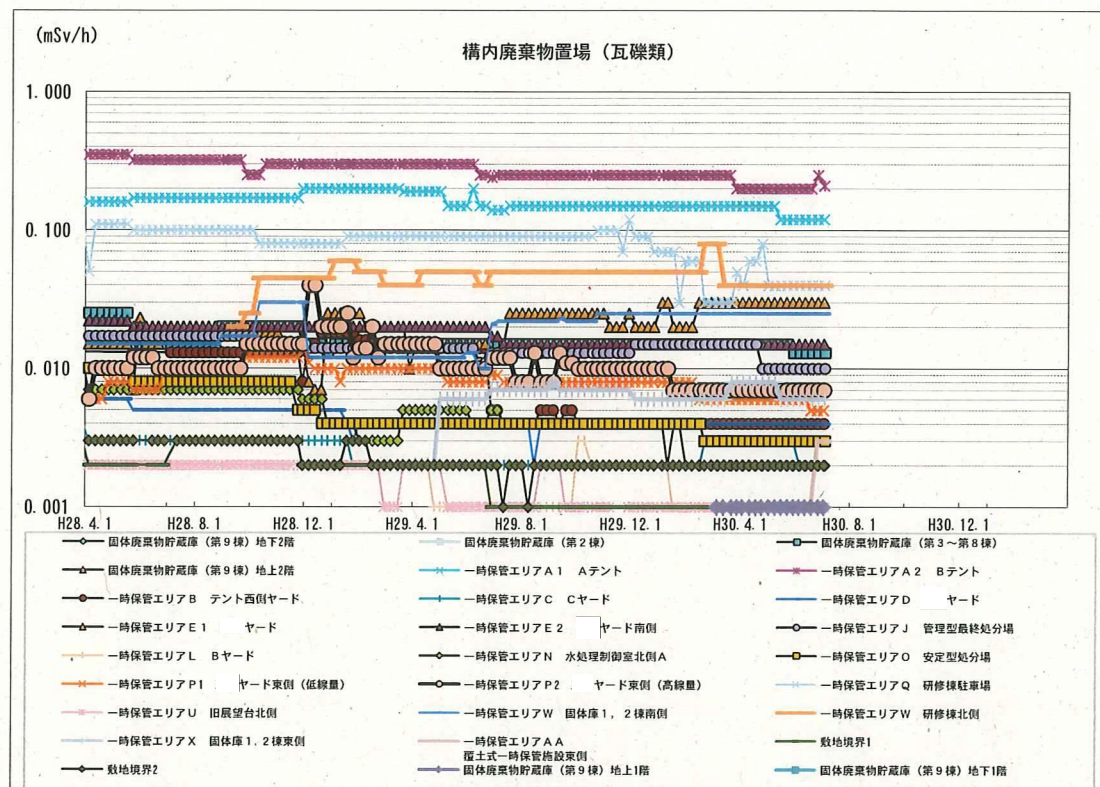 (mSv/h)
構内廃棄物置場（瓦礫類）
1.000
0.100
0.010
0.001
H28.4.1 H28.8.1 H28.12.1 H29.4.1 H29.8.1 H29.12.1 H30.4.1 H30.8.1 H30.12.1
固体廃棄物貯蔵庫（第9棟）地下2階 固体廃棄物貯蔵庫（第2棟） 固体廃棄物貯蔵庫（第3～第8棟）
固体廃棄物貯蔵庫（第9棟）地上2階 一時保管エリアA1 Aテント 一時保管エリアA2 Bテント
一時保管エリアB テント西側ヤード 一時保管エリアC Cヤード 一時保管エリアD ヤード
一時保管エリアE1 ヤード 一時保管エリアE2 ヤード南側 一時保管エリアJ 管理型最終処分場
一時保管エリアL Bヤード 一時保管エリアN 水処理制御室北側A 一時保管エリアO 安定型処分場
一時保管エリアP1 ヤード東側（低線量） 一時保管エリアP2 ヤード東側（高線量） 一時保管エリアQ 研修棟駐車場
一時保管エリアU 旧展望台北側 一時保管エリアW 固体庫1，2棟南側 一時保管エリアW 研修棟北側
一時保管エリアX 固体庫1,2棟東側 一時保管エリアAA 敷地境界1
覆土式一時保管施設東側
敷地境界2 固体廃棄物貯蔵庫（第9棟）地上1階 固体廃棄物貯蔵庫（第9棟）地下1階